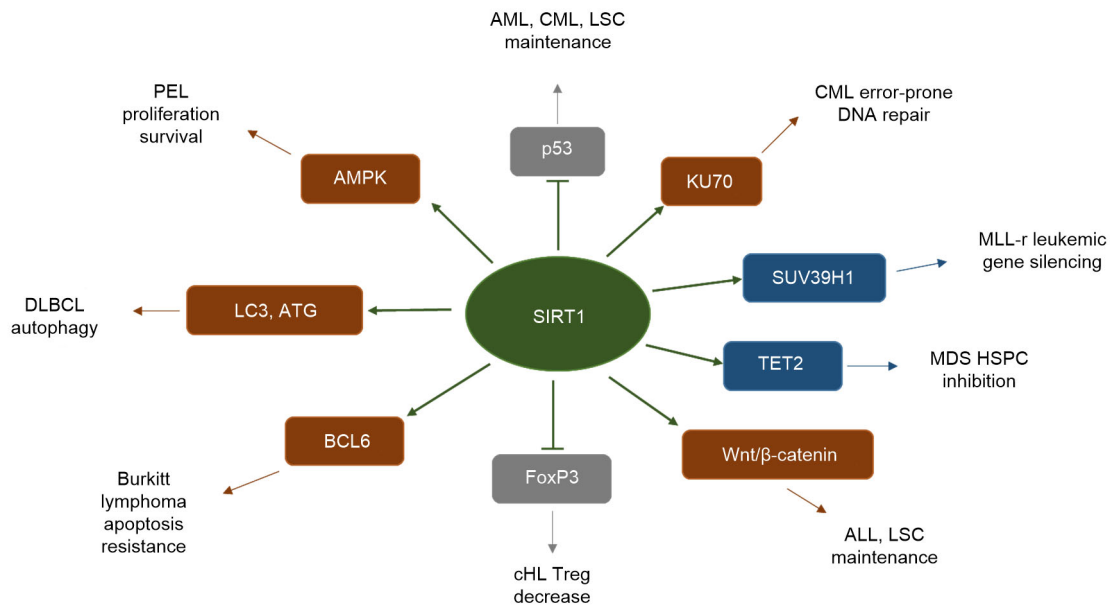 AML, CML, LSC
maintenance
PEL
proliferation
survival
CML error-prone
DNA repair
p53
AMPK
KU70
MLL-r leukemic
gene silencing
SUV39H1
DLBCL
autophagy
LC3, ATG
SIRT1
TET2
MDS HSPC
inhibition
BCL6
Wnt/β-catenin
FoxP3
Burkitt
lymphoma
apoptosis
resistance
ALL, LSC
maintenance
cHL Treg
decrease